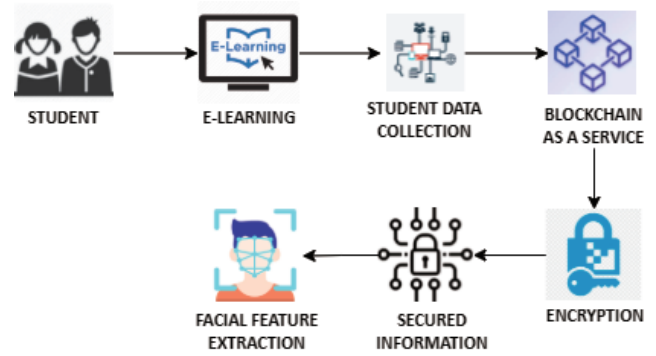 E-Learning
STUDENT
E-LEARNING
STUDENT DATA
COLLECTION
BLOCKCHAIN
AS A SERVICE
FACIAL FEATURE
EXTRACTION
SECURED
INFORMATION
ENCRYPTION